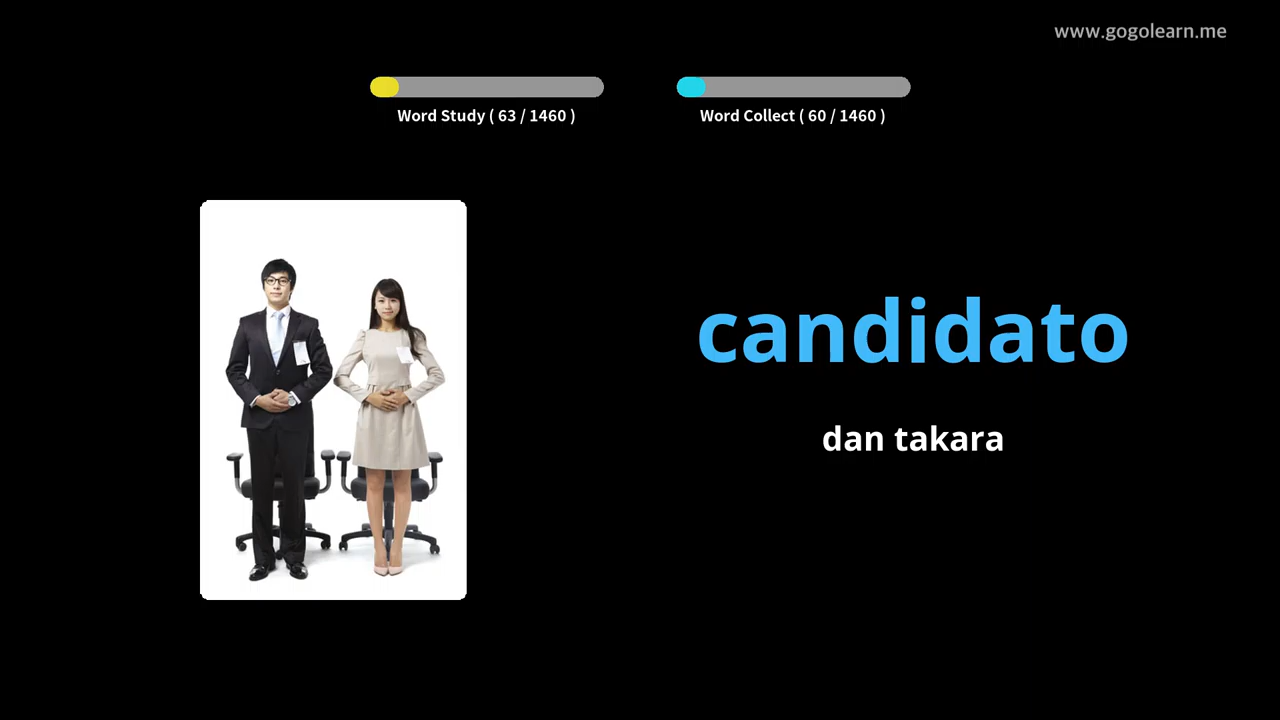 www.gogolearn.me
Word Study ( 63 / 1460 )
Word Collect ( 60 / 1460 )
candidato
dan takara